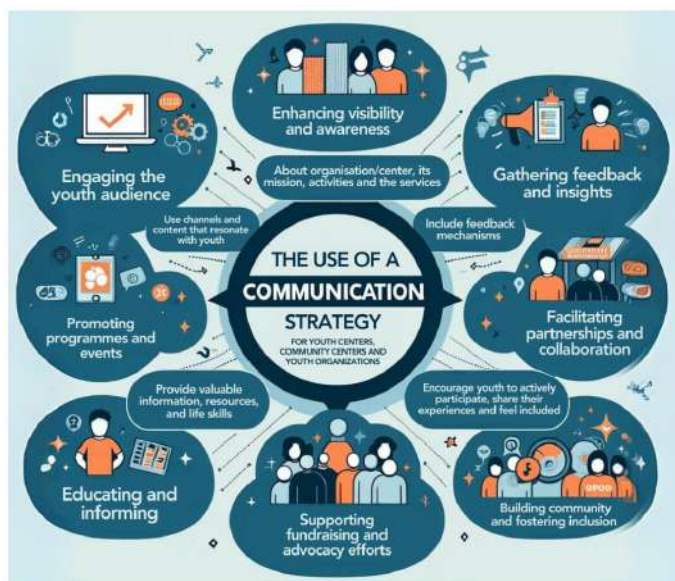 Enhancing visibility
and awareness
Engaging the
youth audience
Gathering feedback
and insights
About organisation/center, its
mission, activities and the services
Use channels and
content that resonate
with youth
Include feedback
mechanisms
THE USE OF A
COMMUNICATION
STRATEGY
FOR YOUTH CENTERS,
COMMUNITY CENTERS AND
YOUTH ORGANIZATIONS
Promoting
programmes and
events
Facilitating
partnerships and
collaboration
Provide valuable
information, resources,
and life skills
Encourage youth to actively
participate, share their
experiences and feel included
Educating and
informing
Supporting
fundraising and
advocacy efforts
Building community
and fostering inclusion